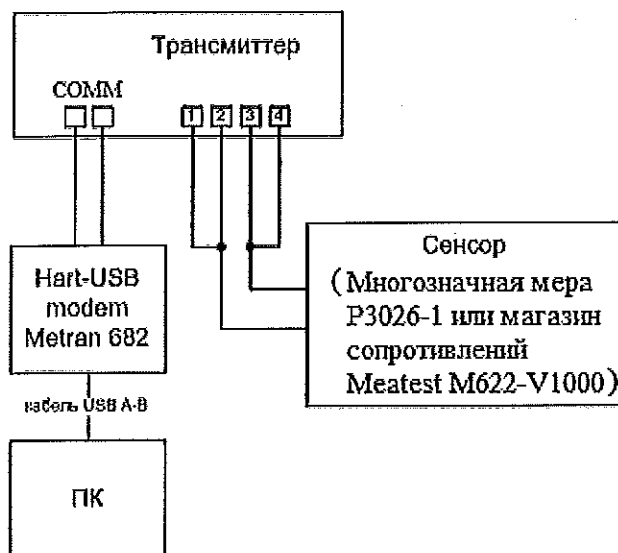 Трансмиттер
COMM
1 2 3 4
Hart-USB
modem
Metran 682
кабель USB A-B
ПК
Сенсор
(Многозначная мера
Р3026-1 или магазин
сопротивлений
Meatest M622-V1000)